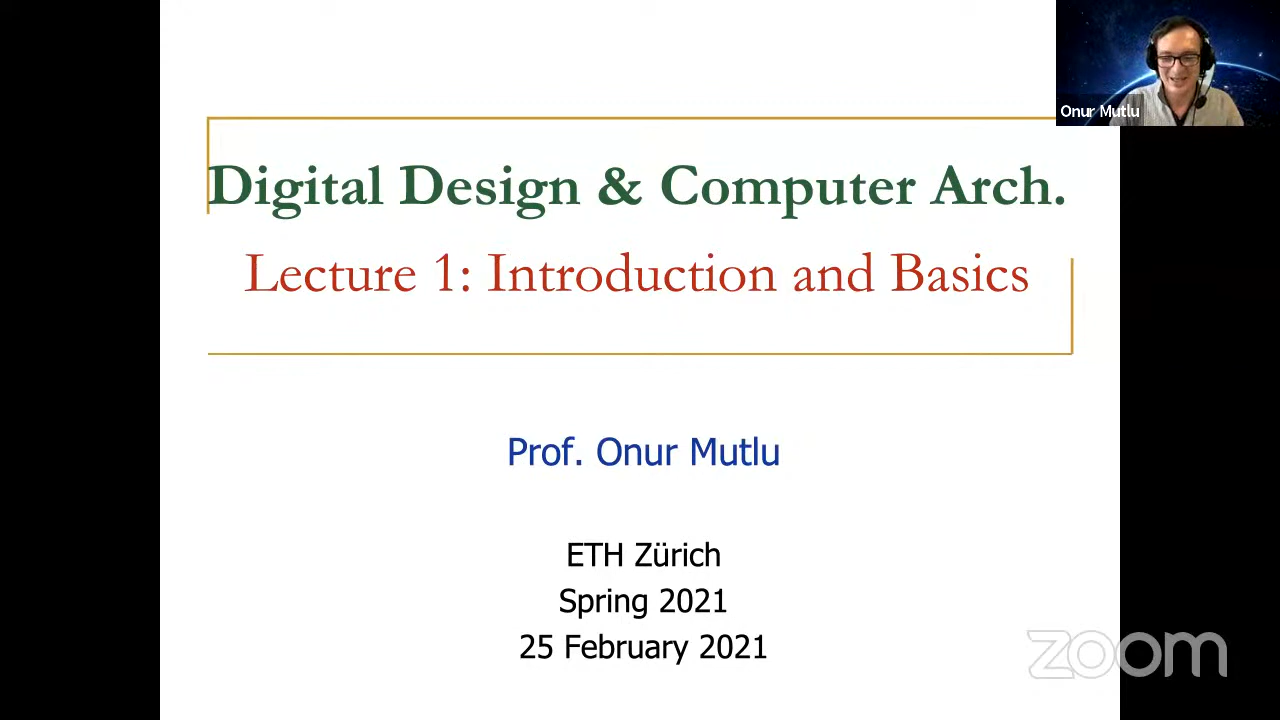 Onur Mutlu
Digital Design & Computer Arch.
Lecture 1: Introduction and Basics
Prof. Onur Mutlu
ETH Zürich
Spring 2021
25 February 2021
zoom